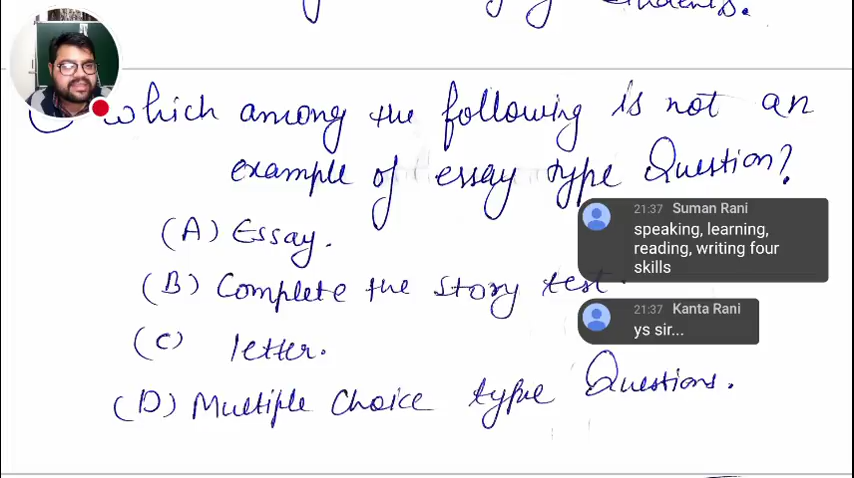 students.
which among the following is not an
example of essay type Question?
(A) Essay.
(B) Complete the story test.
(C) letter.
(D) Multiple Choice type Questions.
21:37 Suman Rani
speaking, learning,
reading, writing four
skills
21:37 Kanta Rani
ys sir...